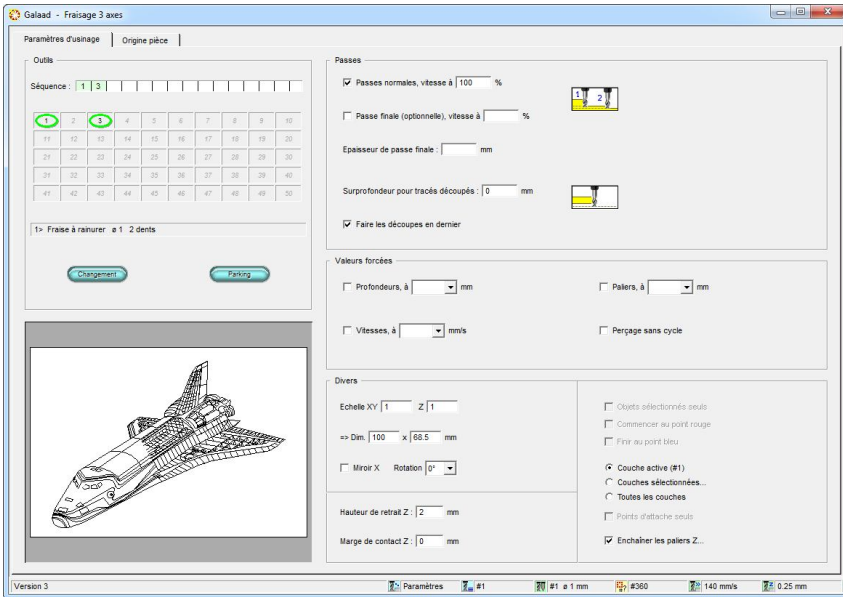 Galaad - Fraisage 3 axes
Paramètres d'usinage
Origine pièce
Outils
Séquence : 1 3
1 2 3 4 5 6 7 8 9 10
11 12 13 14 15 16 17 18 19 20
21 22 23 24 25 26 27 28 29 30
31 32 33 34 35 36 37 38 39 40
41 42 43 44 45 46 47 48 49 50
1> Fraise à rainurer ø 1 2 dents
Changement
Parking
Passes
Passes normales, vitesse à 100 %
1 2
Passe finale (optionnelle), vitesse à %
Epaisseur de passe finale : mm
Surprofondeur pour tracés découpés : 0 mm
Faire les découpes en dernier
Valeurs forcées
Profondeurs, à mm
Paliers, à mm
Vitesses, à mm/s
Perçage sans cycle
Divers
Echelle XY 1 Z 1
=> Dim. 100 x 68.5 mm
Miroir X Rotation 0°
Hauteur de retrait Z : 2 mm
Marge de contact Z : 0 mm
Objets sélectionnés seuls
Commencer au point rouge
Finir au point bleu
Couche active (#1)
Couches sélectionnées...
Toutes les couches
Points d'attache seuls
Enchaîner les paliers Z...
Version 3
Paramètres
#1
#1 ø 1 mm
#360
140 mm/s
0.25 mm